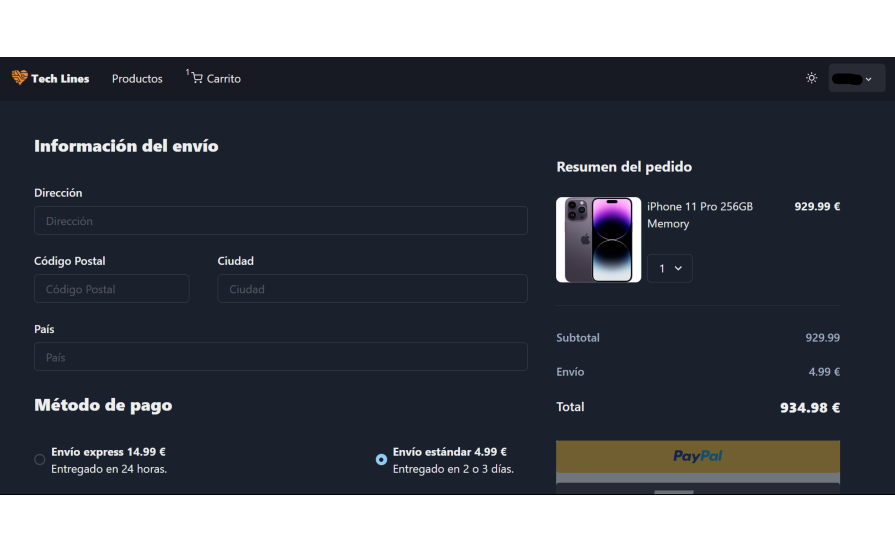 Tech Lines Productos 1 Carrito
Información del envío
Dirección
Dirección
Código Postal Ciudad
Código Postal Ciudad
País
País
Método de pago
Envío express 14.99 €
Entregado en 24 horas.
Envío estándar 4.99 €
Entregado en 2 o 3 días.
Resumen del pedido
iPhone 11 Pro 256GB 929.99 €
Memory
1
Subtotal 929.99
Envío 4.99 €
Total 934.98 €
PayPal